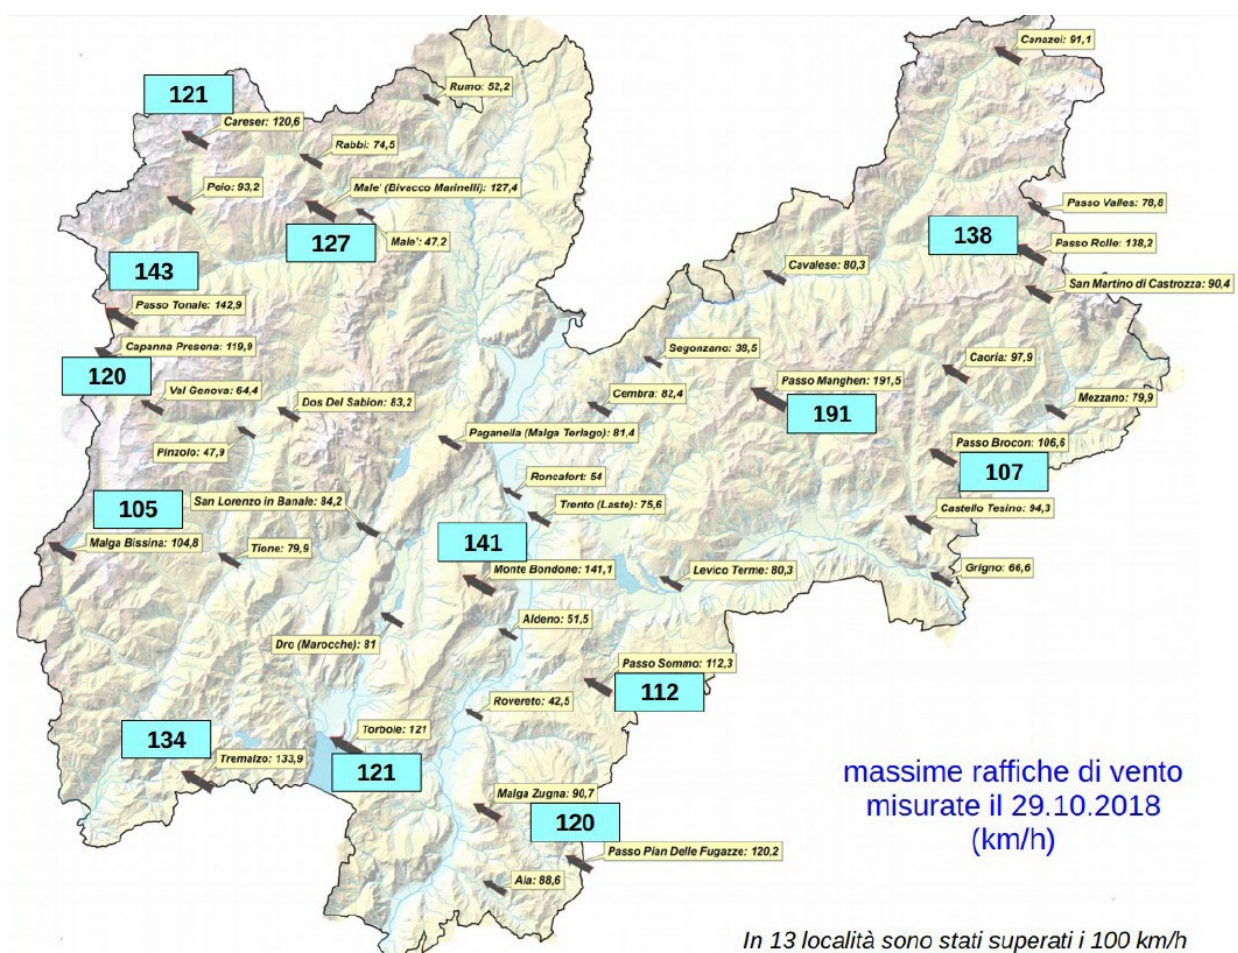 Canazei: 91,1
Rumo: 52,2
121
Careser: 120,6
Rabbi: 74,5
Peio: 93,2
Male' (Bivacco Marinelli): 127,4
127
Male': 47,2
Passo Valles: 78,8
138
Passo Rolle: 138,2
Cavalese: 80,3
San Martino di Castrozza: 90,4
143
Passo Tonale: 142,9
Capanna Presena: 119,9
120
Val Genova: 64,4
Dos Del Sabion: 83,2
Pinzolo: 47,9
Segonzano: 38,5
Cembra: 82,4
Passo Manghen: 191,5
191
Caoria: 97,9
Mezzano: 79,9
Paganella (Malga Terlago): 81,4
Passo Brocon: 106,6
107
Roncafort: 54
San Lorenzo in Banale: 84,2
Trento (Laste): 75,6
Castello Tesino: 94,3
105
Malga Bissina: 104,8
Tione: 79,9
141
Monte Bondone: 141,1
Levico Terme: 80,3
Grigno: 66,6
Aldeno: 51,5
Dro (Marocche): 81
Passo Sommo: 112,3
112
Rovereto: 42,5
Torbole: 121
121
134
Tremalzo: 133,9
Malga Zugna: 90,7
120
Passo Pian Delle Fugazze: 120,2
Ala: 88,6
massime raffiche di vento
misurate il 29.10.2018
(km/h)
In 13 località sono stati superati i 100 km/h